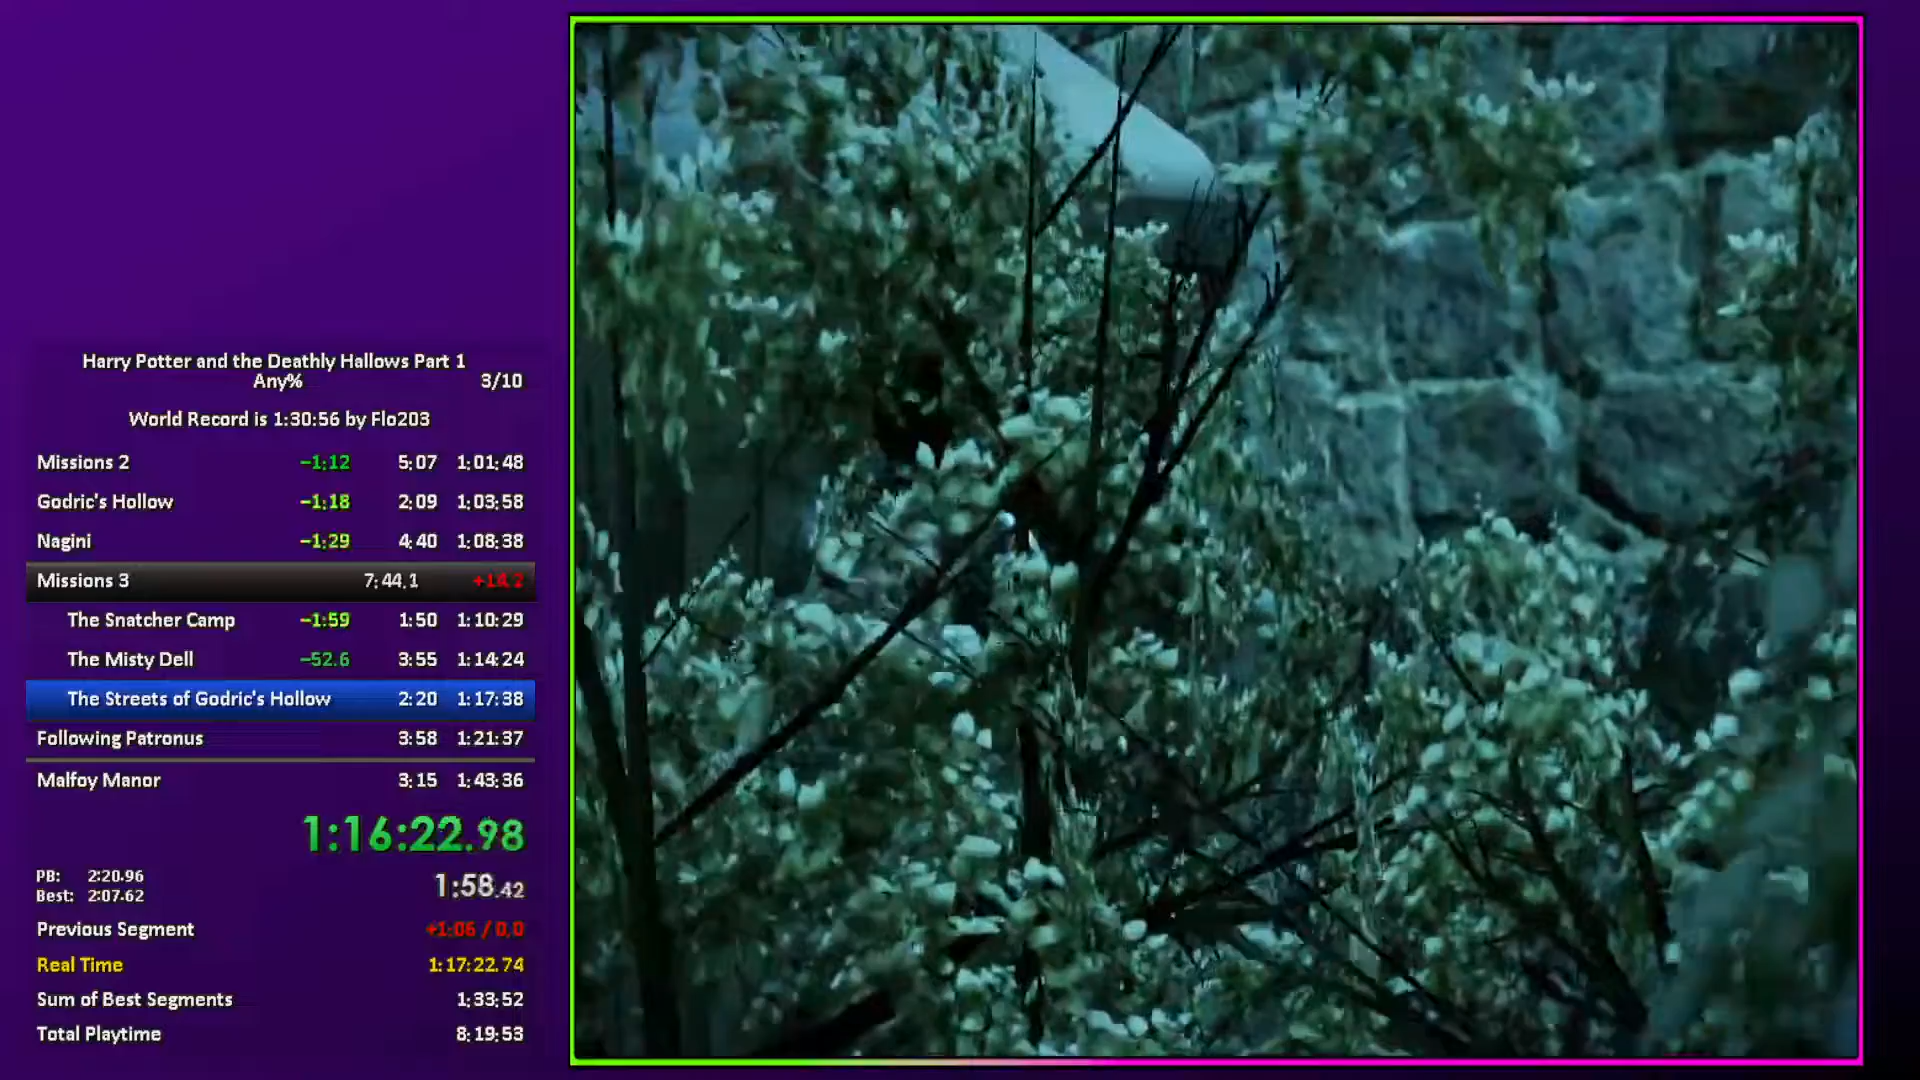 Harry Potter and the Deathly Hallows Part 1
Any% 3/10
World Record is 1:30:56 by Flo203
Missions 2 -1:12 5:07 1:01:48
Godric's Hollow -1:18 2:09 1:03:58
Nagini -1:29 4:40 1:08:38
Missions 3 7:44.1 +14.2
The Snatcher Camp -1:59 1:50 1:10:29
The Misty Dell -52.6 3:55 1:14:24
The Streets of Godric's Hollow 2:20 1:17:38
Following Patronus 3:58 1:21:37
Malfoy Manor 3:15 1:43:36
1:16:22.98
PB: 2:20.96
Best: 2:07.62
1:58.42
Previous Segment +1:06 / 0.0
Real Time 1:17:22.74
Sum of Best Segments 1:33:52
Total Playtime 8:19:53